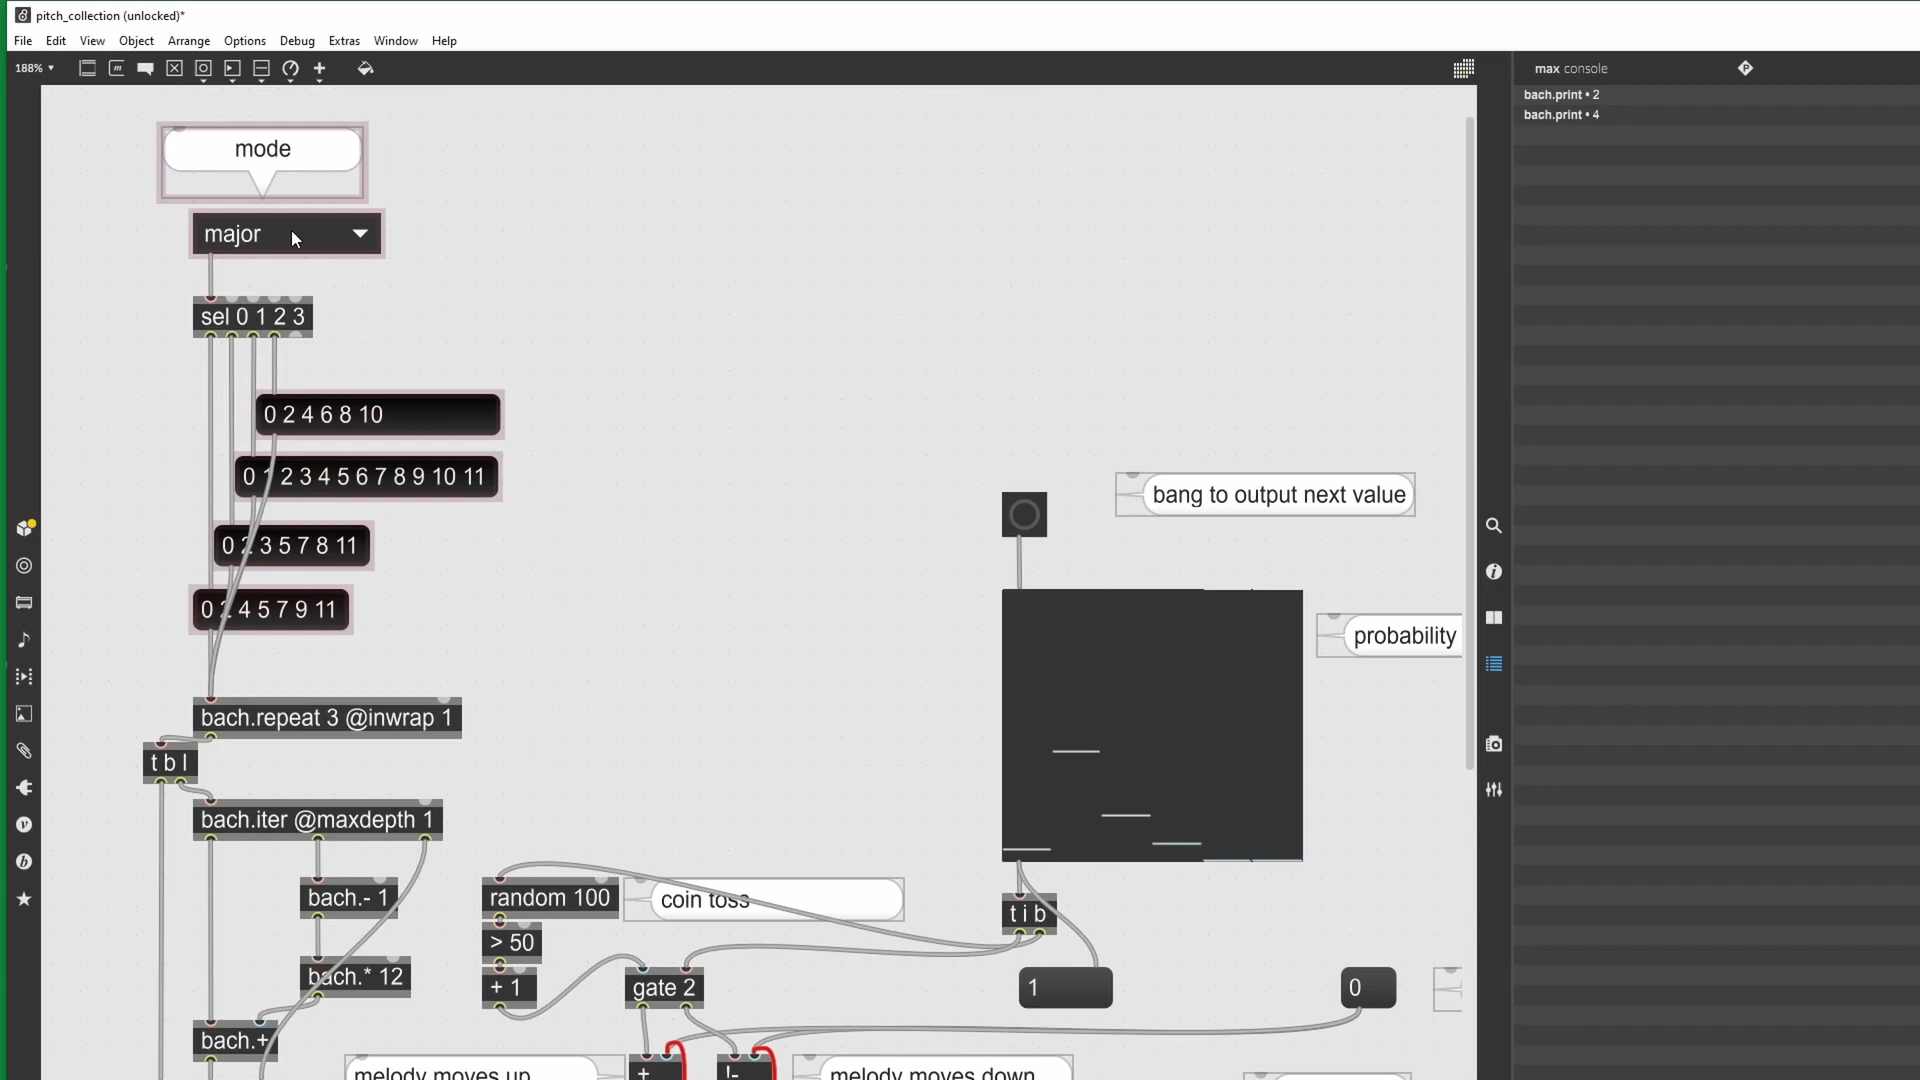 pitch_collection (unlocked)*
File Edit View Object Arrange Options Debug Extras Window Help
188%
max console
bach.print • 2
bach.print • 4
mode
major
sel 0 1 2 3
0 2 4 6 8 10
0 1 2 3 4 5 6 7 8 9 10 11
0 2 3 5 7 8 11
0 2 4 5 7 9 11
bang to output next value
probability
bach.repeat 3 @inwrap 1
t b l
bach.iter @maxdepth 1
bach.- 1
random 100
coin toss
t i b
> 50
bach.* 12
+ 1
gate 2
1
0
bach.+
melody moves up
+
!-
melody moves down